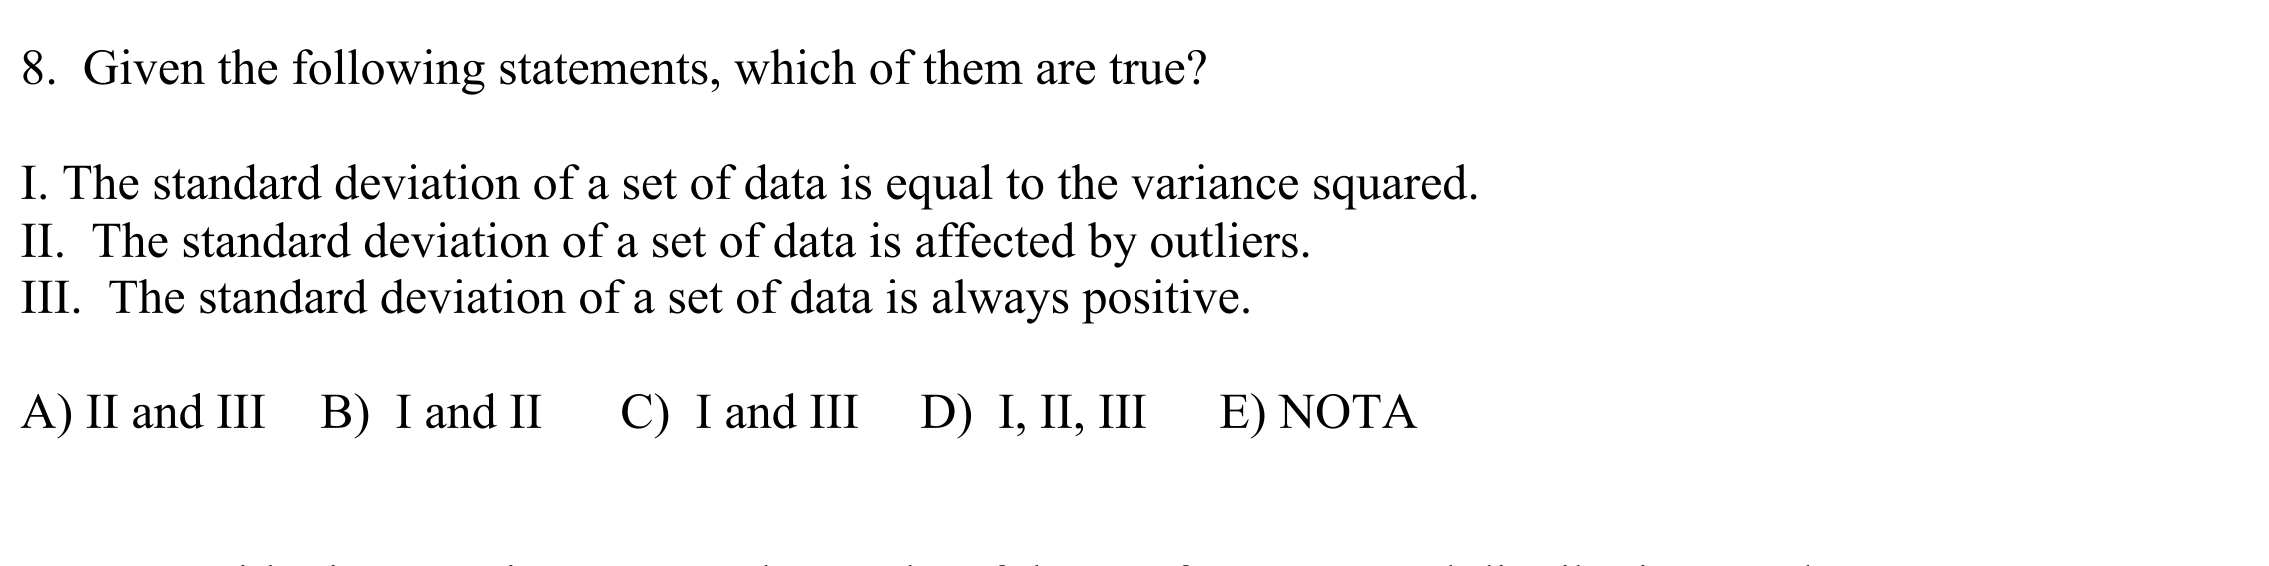 8. Given the following statements, which of them are true?
I. The standard deviation of a set of data is equal to the variance squared.
II. The standard deviation of a set of data is affected by outliers.
III. The standard deviation of a set of data is always positive.
A) II and III B) I and II C) I and III D) I, II, III E) NOTA